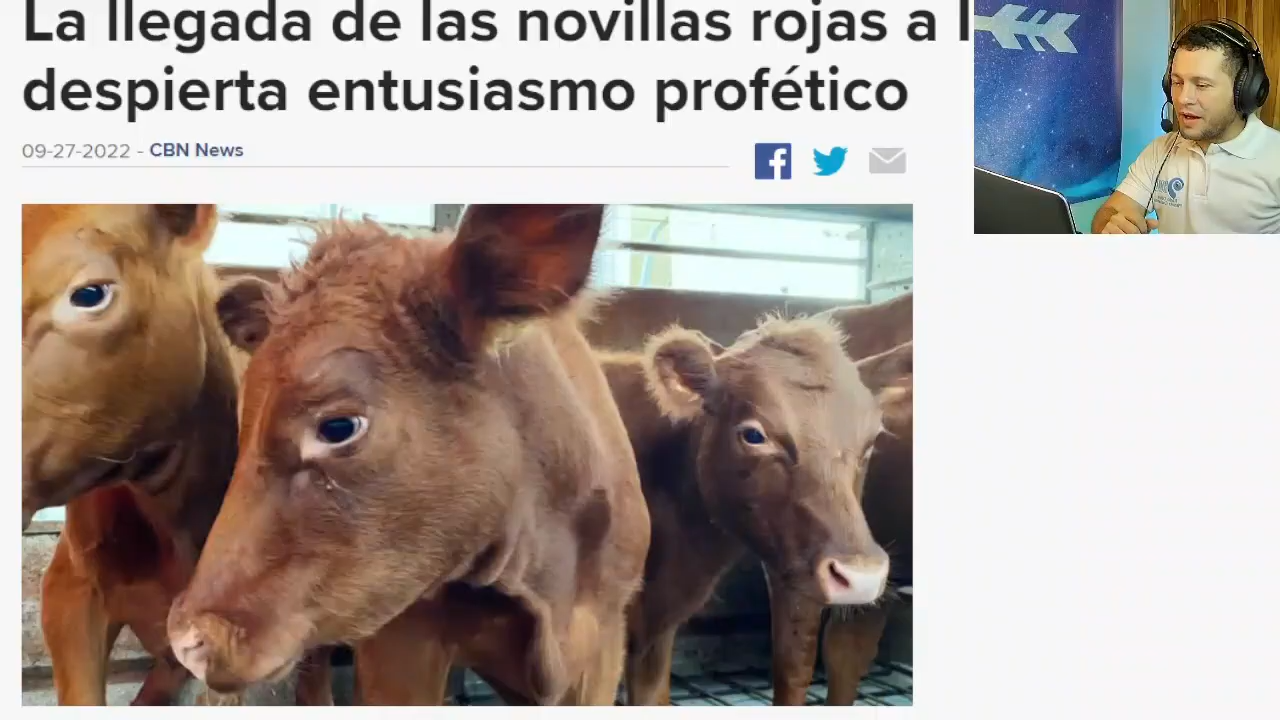 La llegada de las novillas rojas a
despierta entusiasmo profético
09-27-2022 - CBN News